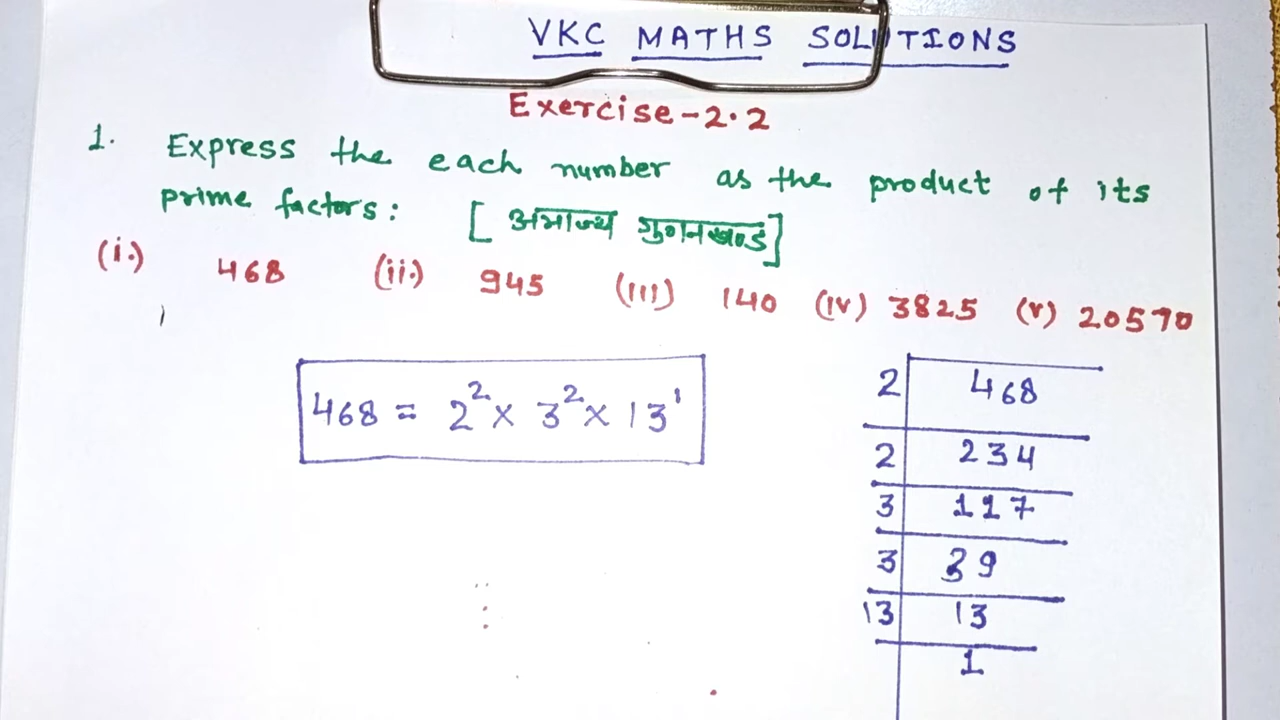 VKC MATHS SOLUTIONS
Exercise-2.2
1. Express the each number as the product of its
prime factors: [अभाज्य गुणनखण्ड]
(i.) 468 (ii.) 945 (III) 140 (IV) 3825 (V) 20570
468 = 2² × 3² × 13¹
2 468
2 234
3 117
3 39
13 13
1